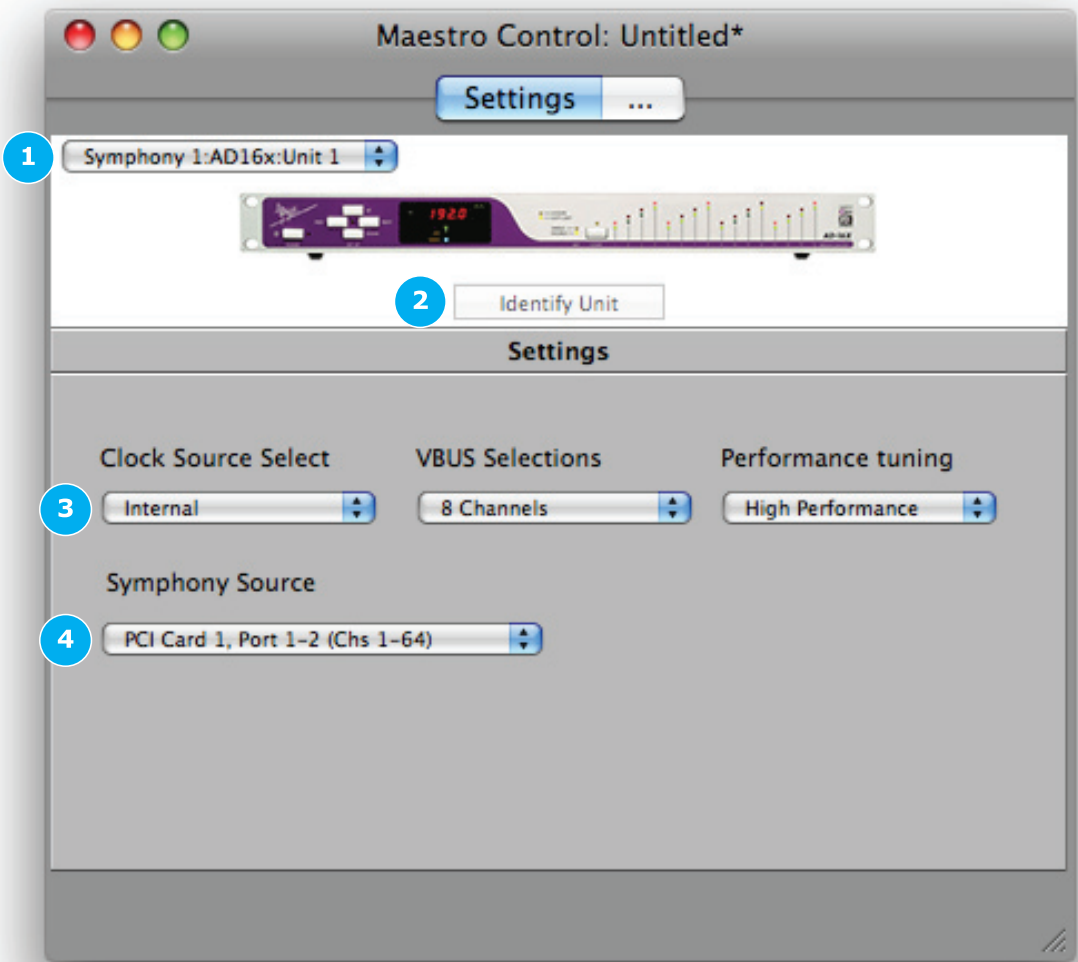 Maestro Control: Untitled*
Settings ...
1 Symphony 1:AD16x:Unit 1
192.0
AD-16X
2 Identify Unit
Settings
Clock Source Select VBUS Selections Performance tuning
3 Internal 8 Channels High Performance
Symphony Source
4 PCI Card 1, Port 1-2 (Chs 1-64)